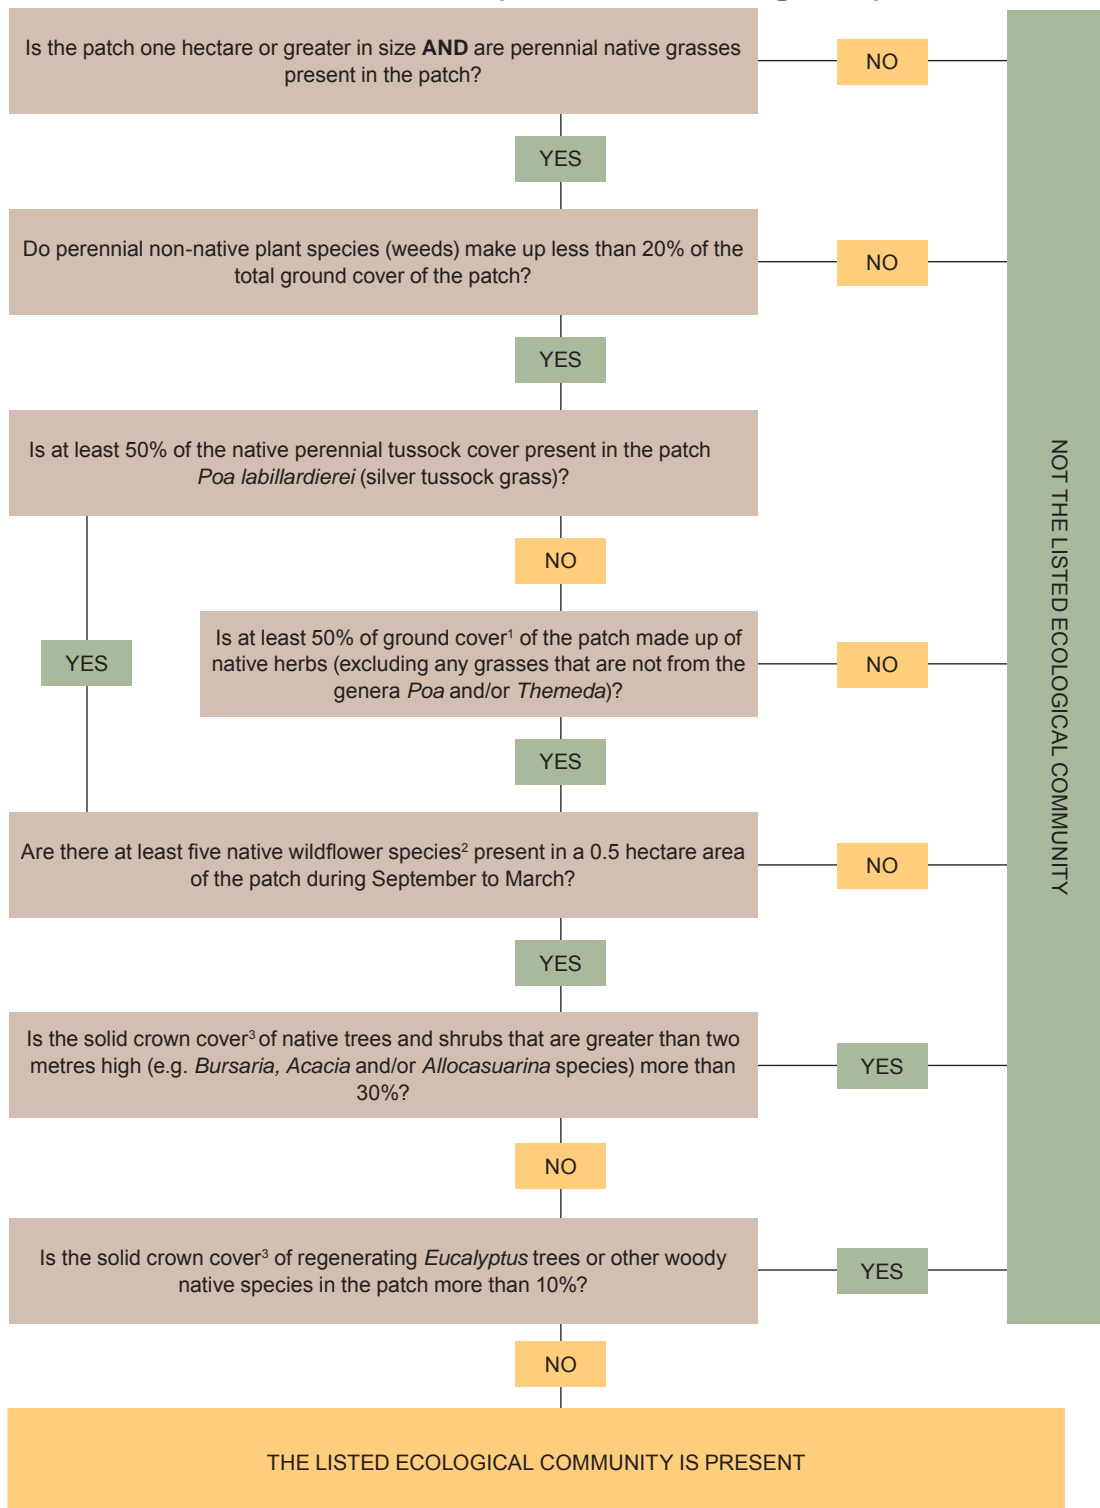 Is the patch one hectare or greater in size AND are perennial native grasses
present in the patch?
NO
YES
Do perennial non-native plant species (weeds) make up less than 20% of the
total ground cover of the patch?
NO
YES
Is at least 50% of the native perennial tussock cover present in the patch
Poa labillardierei (silver tussock grass)?
NO
YES
Is at least 50% of ground cover¹ of the patch made up of
native herbs (excluding any grasses that are not from the
genera Poa and/or Themeda)?
NO
YES
Are there at least five native wildflower species² present in a 0.5 hectare area
of the patch during September to March?
NO
YES
Is the solid crown cover³ of native trees and shrubs that are greater than two
metres high (e.g. Bursaria, Acacia and/or Allocasuarina species) more than
30%?
YES
NO
Is the solid crown cover³ of regenerating Eucalyptus trees or other woody
native species in the patch more than 10%?
YES
NO
NOT THE LISTED ECOLOGICAL COMMUNITY
THE LISTED ECOLOGICAL COMMUNITY IS PRESENT